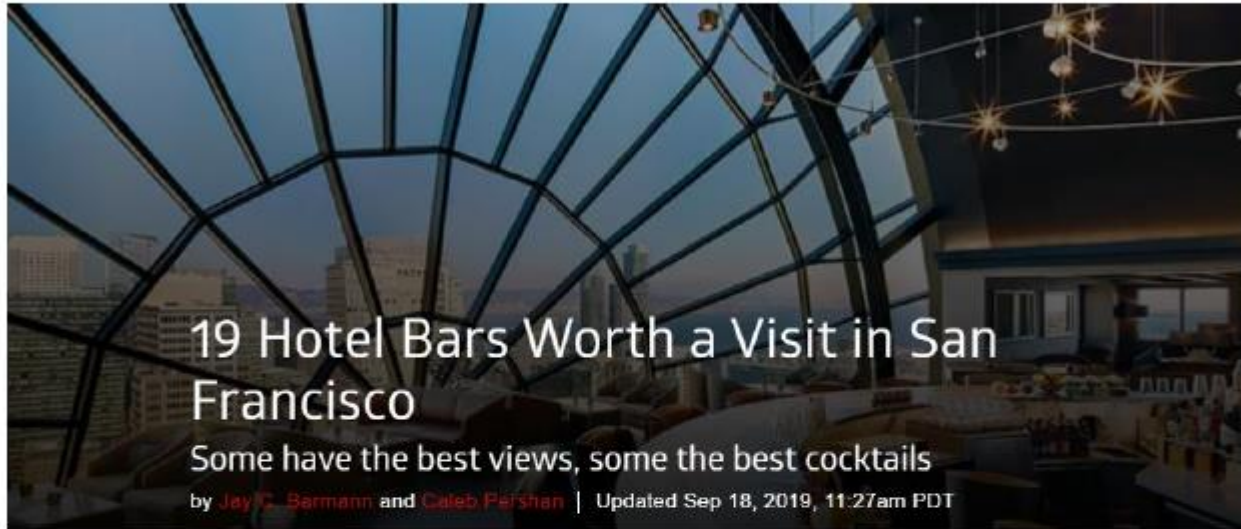 19 Hotel Bars Worth a Visit in San
Francisco
Some have the best views, some the best cocktails
by Jay C. Barmann and Caleb Pershan | Updated Sep 18, 2019, 11:27am PDT